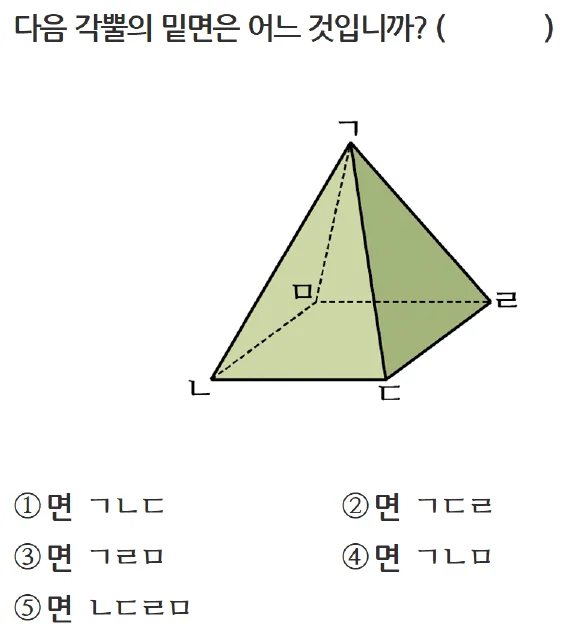 다음 각뿔의 밑면은 어느 것입니까? ( )
ㄱ
ㅁ
ㄹ
ㄴ
ㄷ
① 면 ㄱㄴㄷ
② 면 ㄱㄷㄹ
③ 면 ㄱㄹㅁ
④ 면 ㄱㄴㅁ
⑤ 면 ㄴㄷㄹㅁ